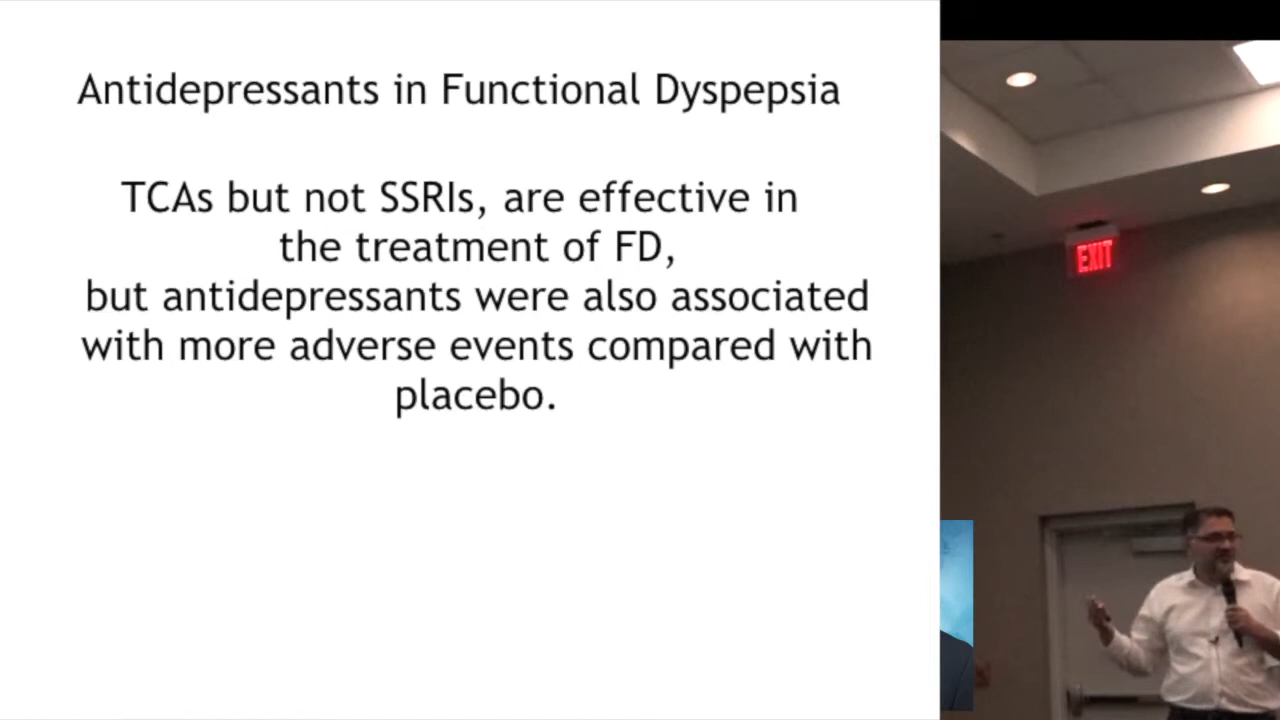 Antidepressants in Functional Dyspepsia
TCAs but not SSRIs, are effective in
the treatment of FD,
but antidepressants were also associated
with more adverse events compared with
placebo.
EXIT